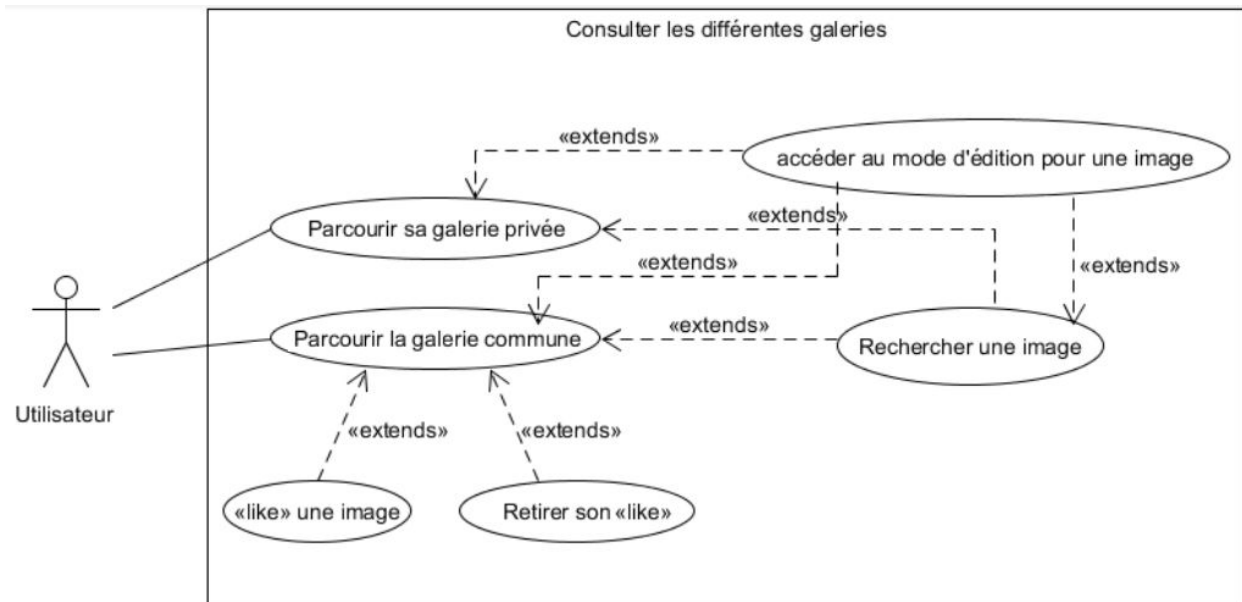 Consulter les différentes galeries
«extends»
accéder au mode d'édition pour une image
Parcourir sa galerie privée
«extends»
«extends»
«extends»
Parcourir la galerie commune
«extends»
Rechercher une image
Utilisateur
«extends»
«extends»
«like» une image
Retirer son «like»